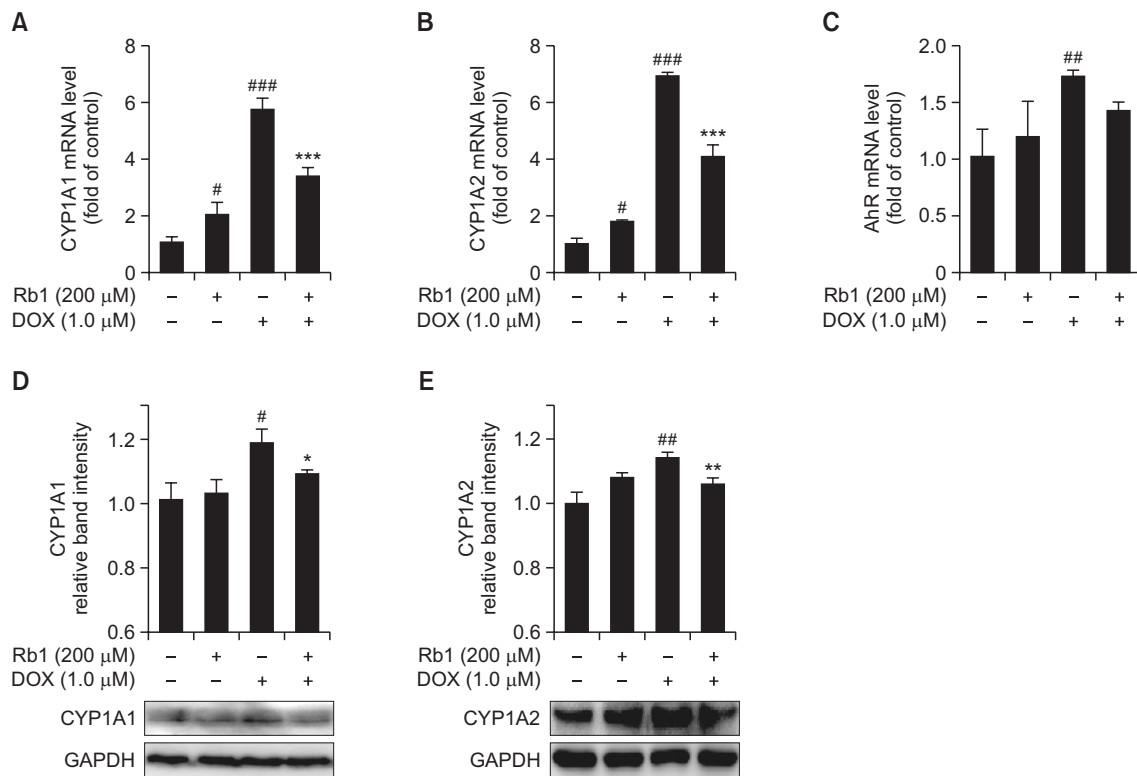 A
CYP1A1 mRNA level
(fold of control)
8
6
4
2
0
#
###
***
Rb1 (200 μM) – + – +
DOX (1.0 μM) – – + +
B
CYP1A2 mRNA level
(fold of control)
8
6
4
2
0
#
###
***
Rb1 (200 μM) – + – +
DOX (1.0 μM) – – + +
C
AhR mRNA level
(fold of control)
2.0
1.5
1.0
0.5
0
##
Rb1 (200 μM) – + – +
DOX (1.0 μM) – – + +
D
CYP1A1
relative band intensity
1.2
1.0
0.8
0.6
#
*
Rb1 (200 μM) – + – +
DOX (1.0 μM) – – + +
CYP1A1
GAPDH
E
CYP1A2
relative band intensity
1.2
1.0
0.8
0.6
##
**
Rb1 (200 μM) – + – +
DOX (1.0 μM) – – + +
CYP1A2
GAPDH